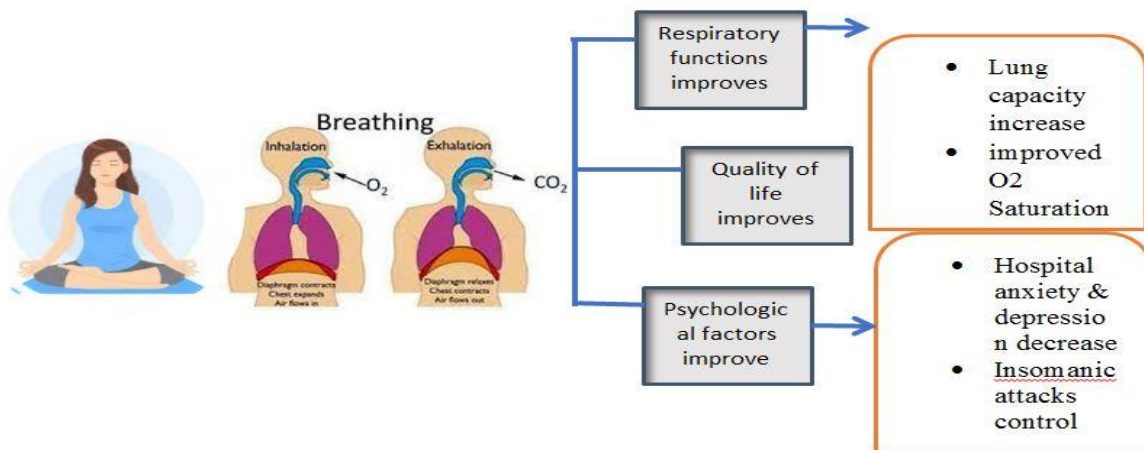 Breathing
Inhalation
O2
Diaphragm contracts
Chest expands
Air flows in
Exhalation
CO2
Diaphragm relaxes
Chest contracts
Air flows out
Respiratory
functions
improves
Quality of
life
improves
Psychologic
al factors
improve
• Lung
capacity
increase
• improved
O2
Saturation
• Hospital
anxiety &
depressio
n decrease
• Insomanic
attacks
control